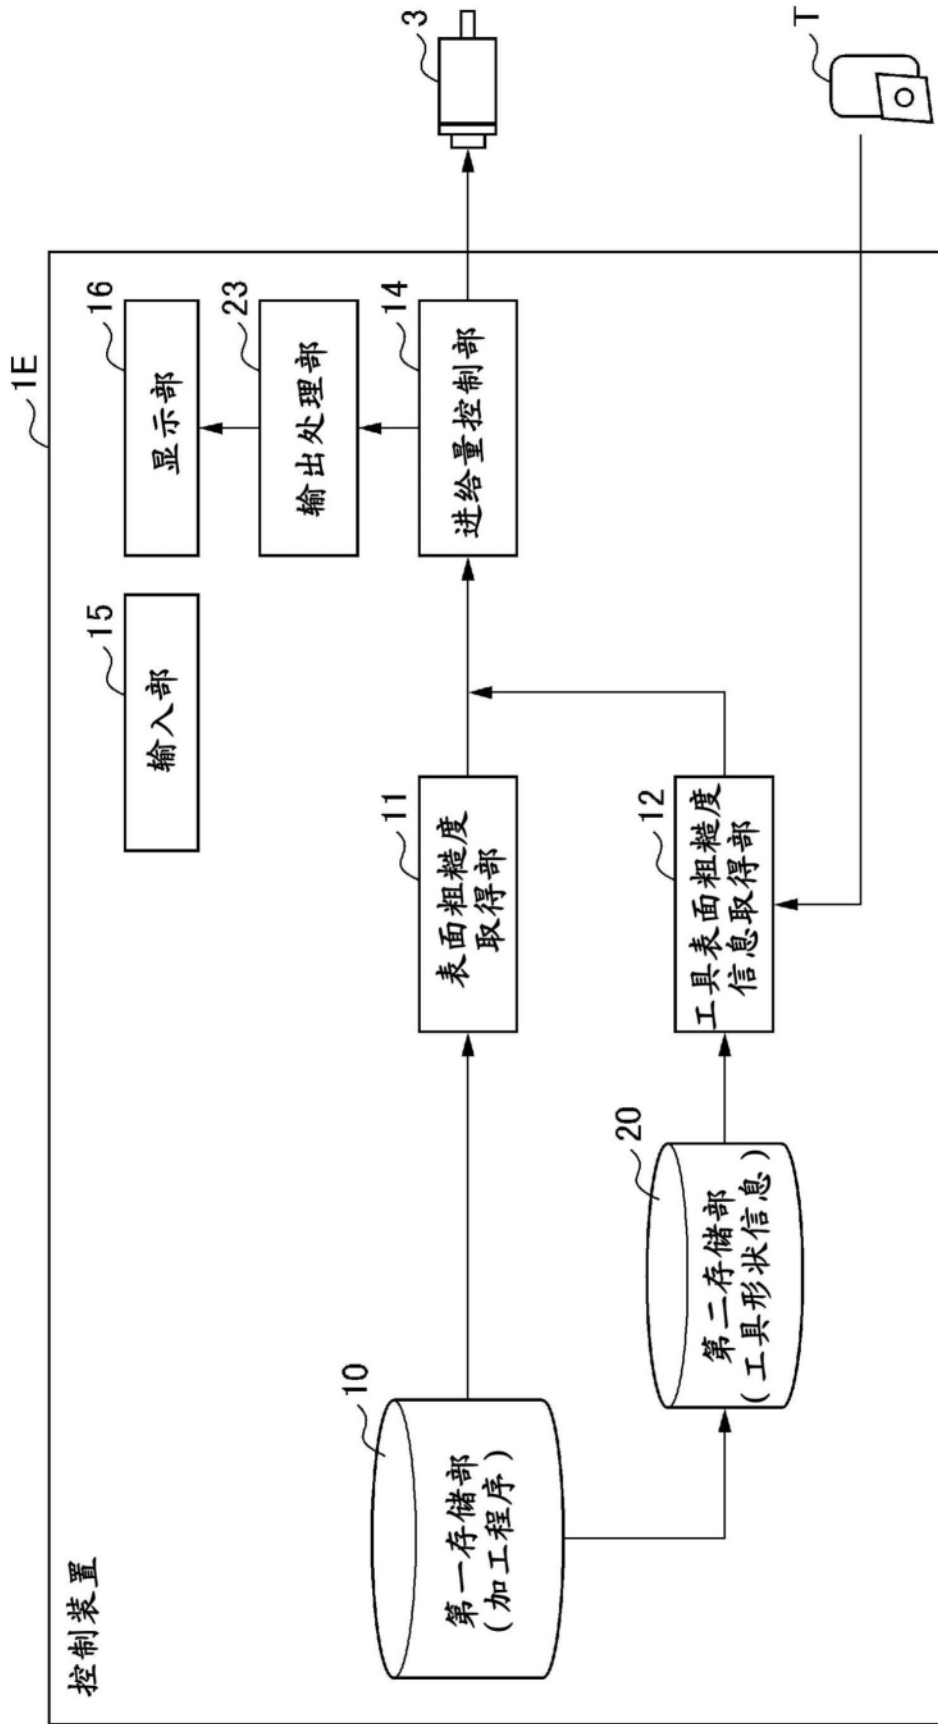 控制装置
1E
输入部
15
显示部
16
输出处理部
23
第一存储部
(加工程序)
10
表面粗糙度
取得部
11
进给量控制部
14
3
第二存储部
(工具形状信息)
20
工具表面粗糙度
信息取得部
12
T